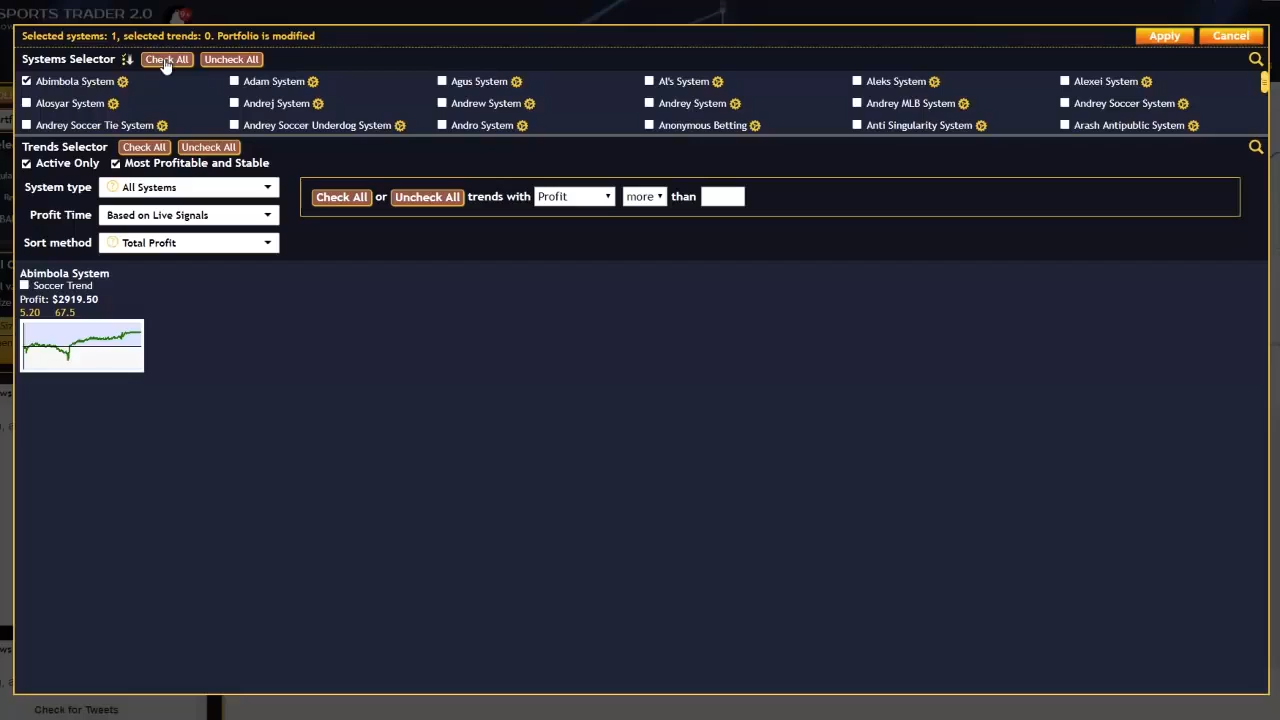 SPORTS TRADER 2.0
Selected systems: 1, selected trends: 0. Portfolio is modified
Apply Cancel
Systems Selector Check All Uncheck All
Abimbola System Adam System Agus System Al's System Aleks System Alexei System
Alosyar System Andrej System Andrew System Andrey System Andrey MLB System Andrey Soccer System
Andrey Soccer Tie System Andrey Soccer Underdog System Andro System Anonymous Betting Anti Singularity System Arash Antipublic System
Trends Selector Check All Uncheck All
Active Only Most Profitable and Stable
System type All Systems
Check All or Uncheck All trends with Profit more than
Profit Time Based on Live Signals
Sort method Total Profit
Abimbola System
Soccer Trend
Profit: $2919.50
5.20 67.5
Check for Tweets